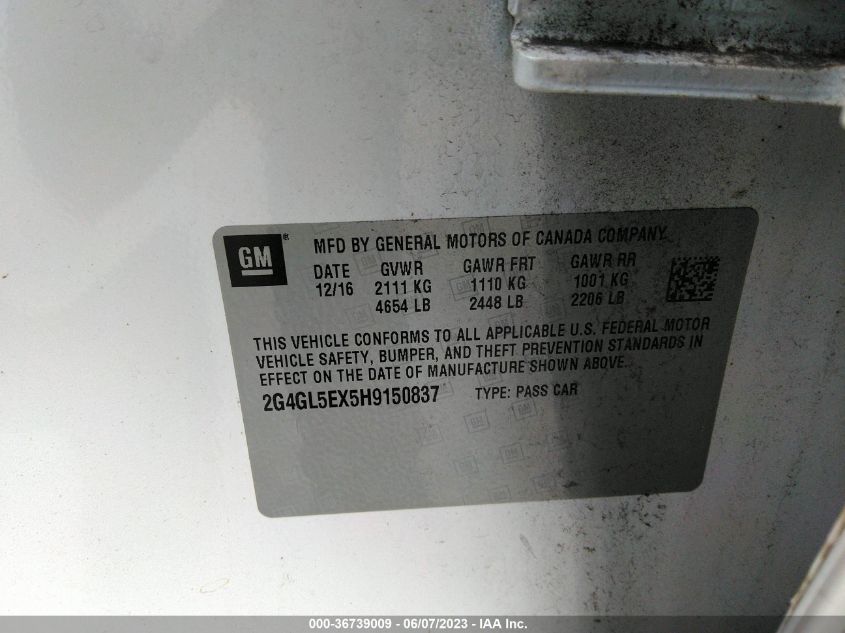 GM®
MFD BY GENERAL MOTORS OF CANADA COMPANY
DATE GVWR GAWR FRT GAWR RR
12/16 2111 KG 1110 KG 1001 KG
4654 LB 2448 LB 2206 LB
THIS VEHICLE CONFORMS TO ALL APPLICABLE U.S. FEDERAL MOTOR
VEHICLE SAFETY, BUMPER, AND THEFT PREVENTION STANDARDS IN
EFFECT ON THE DATE OF MANUFACTURE SHOWN ABOVE.
2G4GL5EX5H9150837 TYPE: PASS CAR
000-36739009 - 06/07/2023 - IAA Inc.